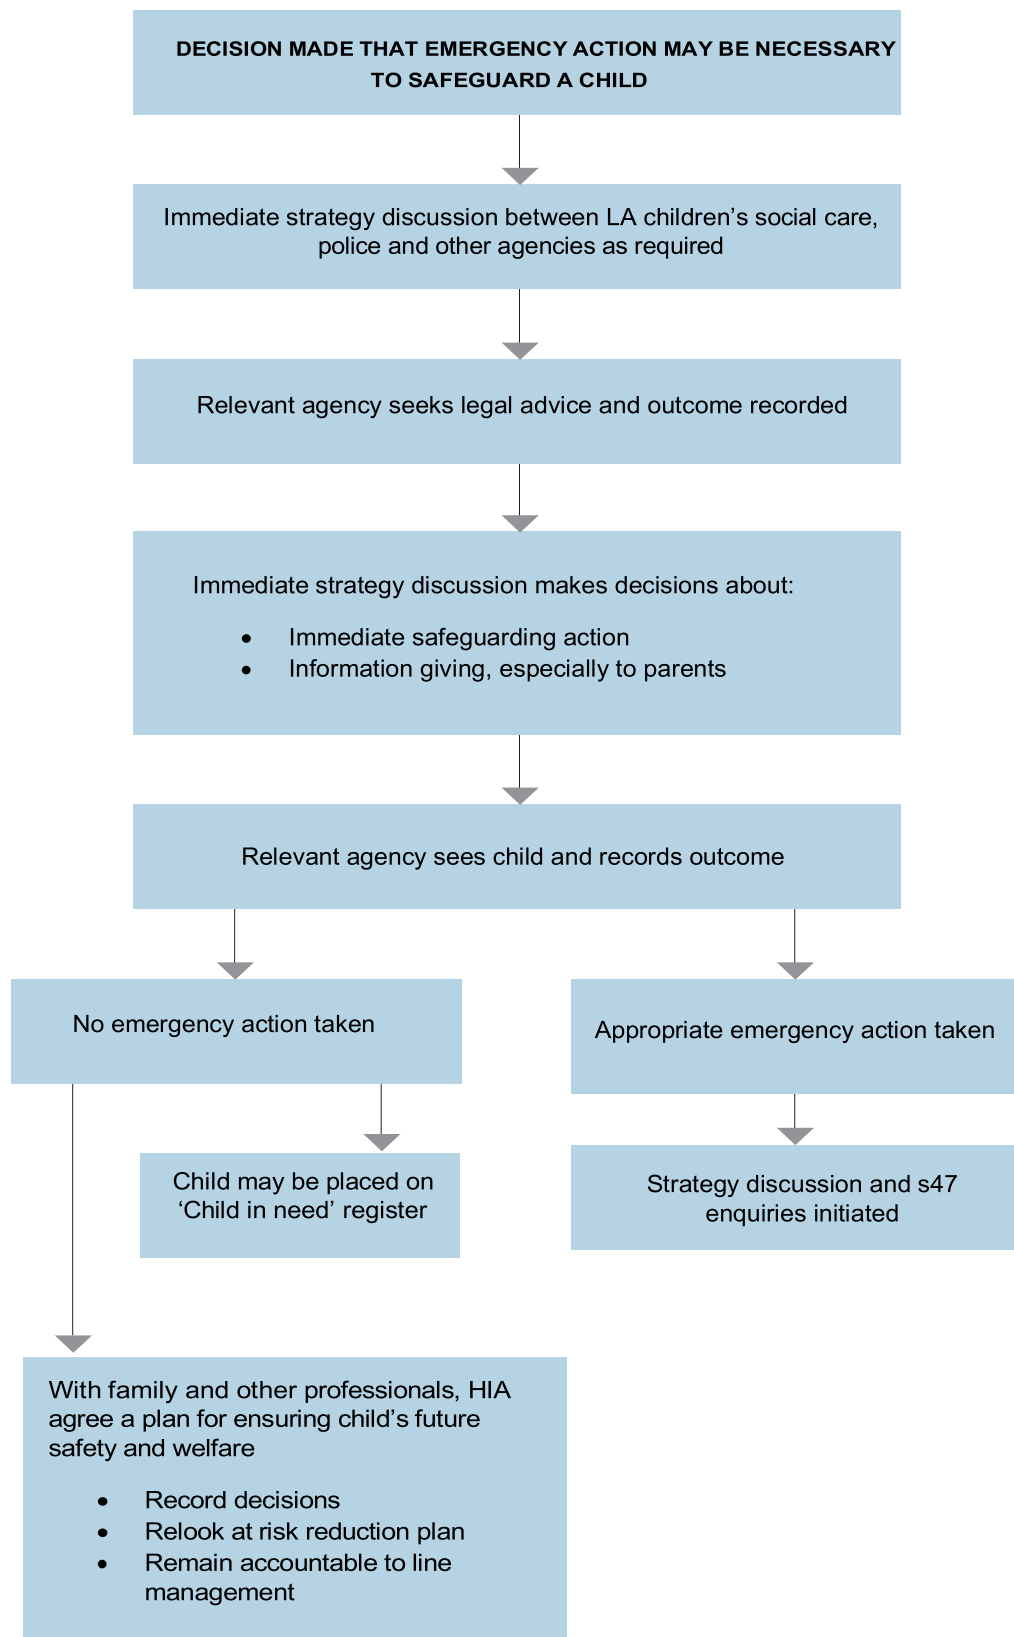 DECISION MADE THAT EMERGENCY ACTION MAY BE NECESSARY
TO SAFEGUARD A CHILD
Immediate strategy discussion between LA children’s social care,
police and other agencies as required
Relevant agency seeks legal advice and outcome recorded
Immediate strategy discussion makes decisions about:
• Immediate safeguarding action
• Information giving, especially to parents
Relevant agency sees child and records outcome
No emergency action taken
Appropriate emergency action taken
Child may be placed on
‘Child in need’ register
Strategy discussion and s47
enquiries initiated
With family and other professionals, HIA
agree a plan for ensuring child’s future
safety and welfare
• Record decisions
• Relook at risk reduction plan
• Remain accountable to line
management